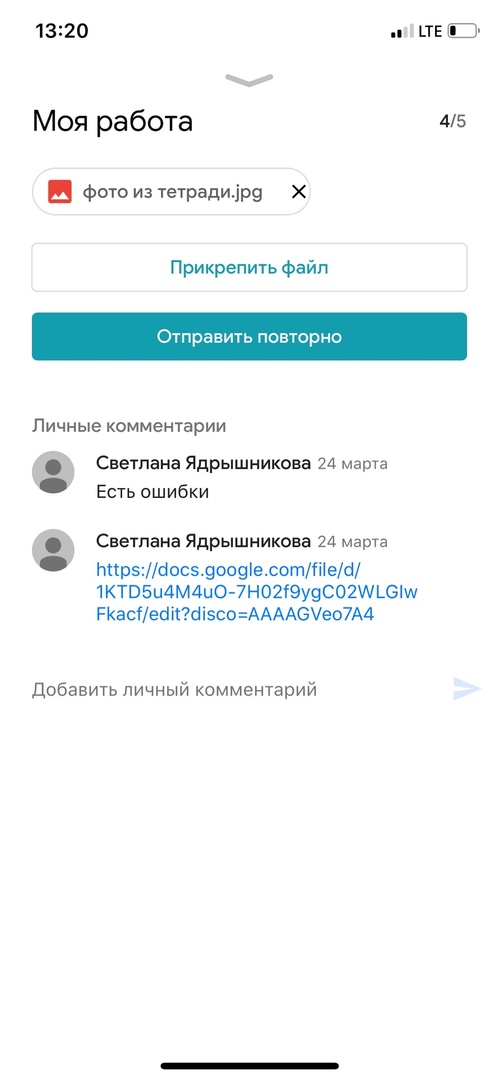 13:20
LTE
Моя работа
4/5
фото из тетради.jpg
Прикрепить файл
Отправить повторно
Личные комментарии
Светлана Ядрышникова 24 марта
Есть ошибки
Светлана Ядрышникова 24 марта
https://docs.google.com/file/d/
1KTD5u4M4uO-7H02f9ygC02WLGIw
Fkacf/edit?disco=AAAAGVeo7A4
Добавить личный комментарий